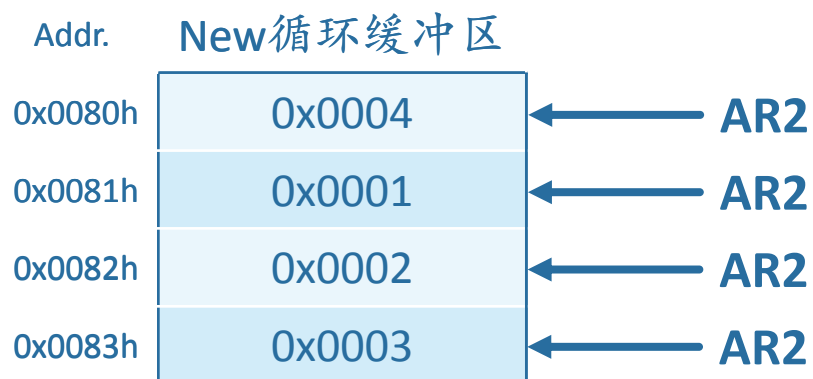 Addr. New循环缓冲区
0x0080h 0x0004 AR2
0x0081h 0x0001 AR2
0x0082h 0x0002 AR2
0x0083h 0x0003 AR2